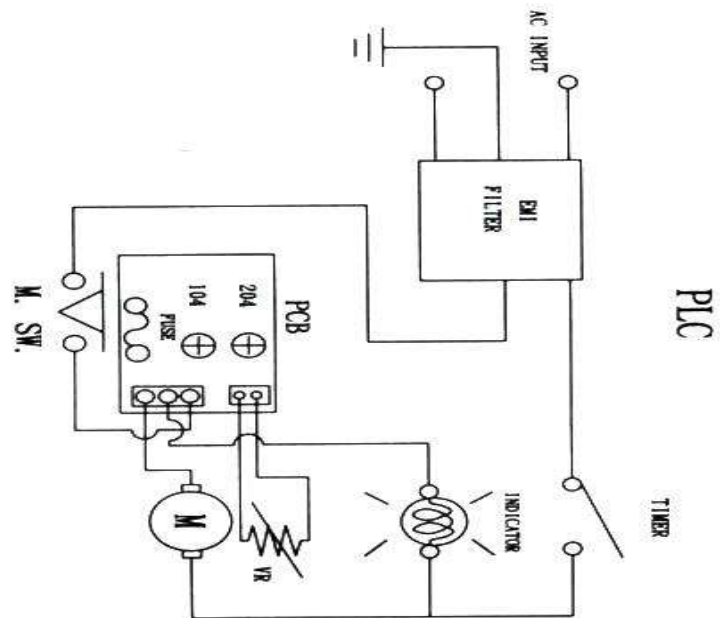 PLC
AC INPUT
EMI
FILTER
TIMER
INDICATOR
PCB
204
104
FUSE
VR
M
M. SW.